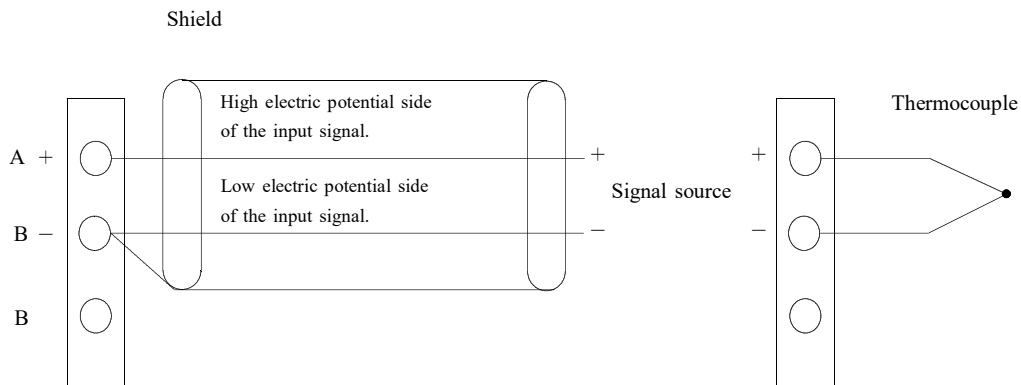 Shield
High electric potential side
of the input signal.
Low electric potential side
of the input signal.
A +
B −
B
+
Signal source
−
Thermocouple
+
−